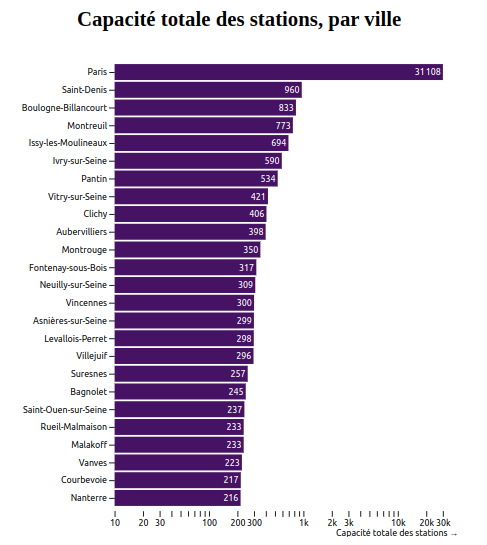 Capacité totale des stations, par ville
Paris 31 108
Saint-Denis 960
Boulogne-Billancourt 833
Montreuil 773
Issy-les-Moulineaux 694
Ivry-sur-Seine 590
Pantin 534
Vitry-sur-Seine 421
Clichy 406
Aubervilliers 398
Montrouge 350
Fontenay-sous-Bois 317
Neuilly-sur-Seine 309
Vincennes 300
Asnières-sur-Seine 299
Levallois-Perret 298
Villejuif 296
Suresnes 257
Bagnolet 245
Saint-Ouen-sur-Seine 237
Rueil-Malmaison 233
Malakoff 233
Vanves 223
Courbevoie 217
Nanterre 216
10 20 30 100 200 300 1k 2k 3k 10k 20k 30k
Capacité totale des stations →